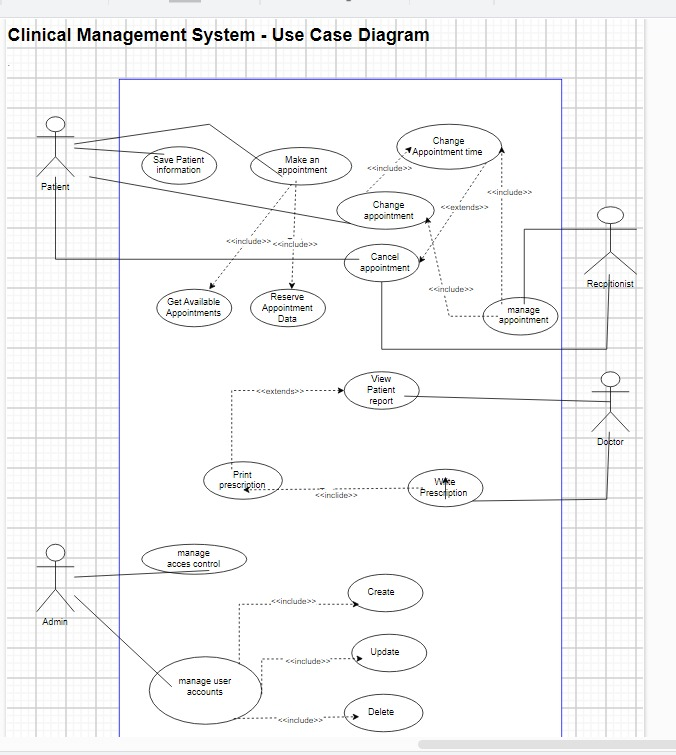 Clinical Management System - Use Case Diagram
Patient
Save Patient
information
Make an
appointment
Change
Appointment time
<<include>>
<<include>>
Change
appointment
<<extends>>
<<include>>
<<include>>
Cancel
appointment
<<include>>
Recptionist
Get Available
Appointments
Reserve
Appointment
Data
manage
appointment
View
Patient
report
<<extends>>
Doctor
Print
prescription
<<inclide>>
Write
Prescription
manage
acces control
Admin
<<include>>
Create
<<include>>
Update
manage user
accounts
<<include>>
Delete